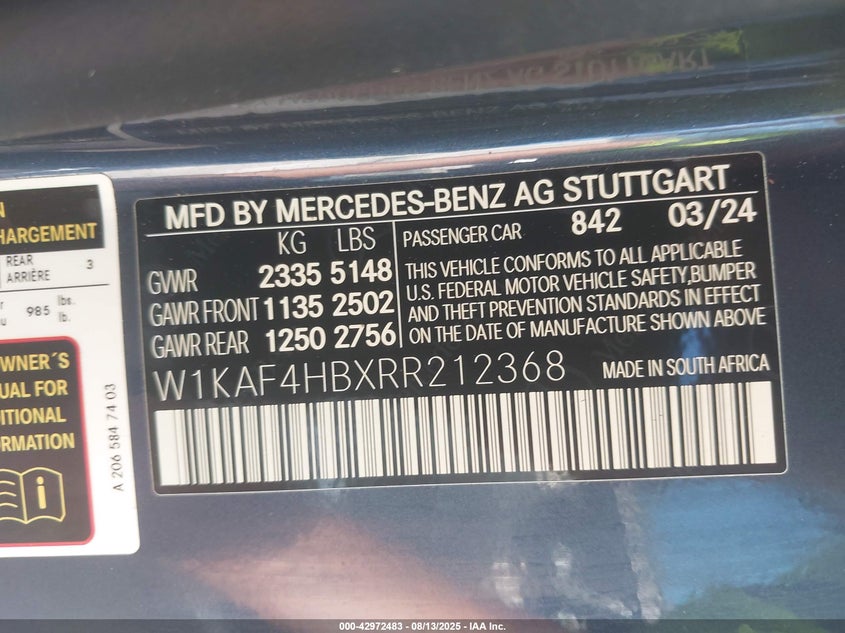 N
HARGEMENT
REAR
ARRIÈRE 3
985 lbs.
lb.
WNER´S
UAL FOR
ITIONAL
RMATION
A 206 584 74 03
MFD BY MERCEDES-BENZ AG STUTTGART
KG LBS
GVWR 2335 5148
GAWR FRONT 1135 2502
GAWR REAR 1250 2756
PASSENGER CAR 842 03/24
THIS VEHICLE CONFORMS TO ALL APPLICABLE
U.S. FEDERAL MOTOR VEHICLE SAFETY,BUMPER
AND THEFT PREVENTION STANDARDS IN EFFECT
ON THE DATE OF MANUFACTURE SHOWN ABOVE
W1KAF4HBXRR212368 MADE IN SOUTH AFRICA
000-42972483 - 08/13/2025 - IAA Inc.